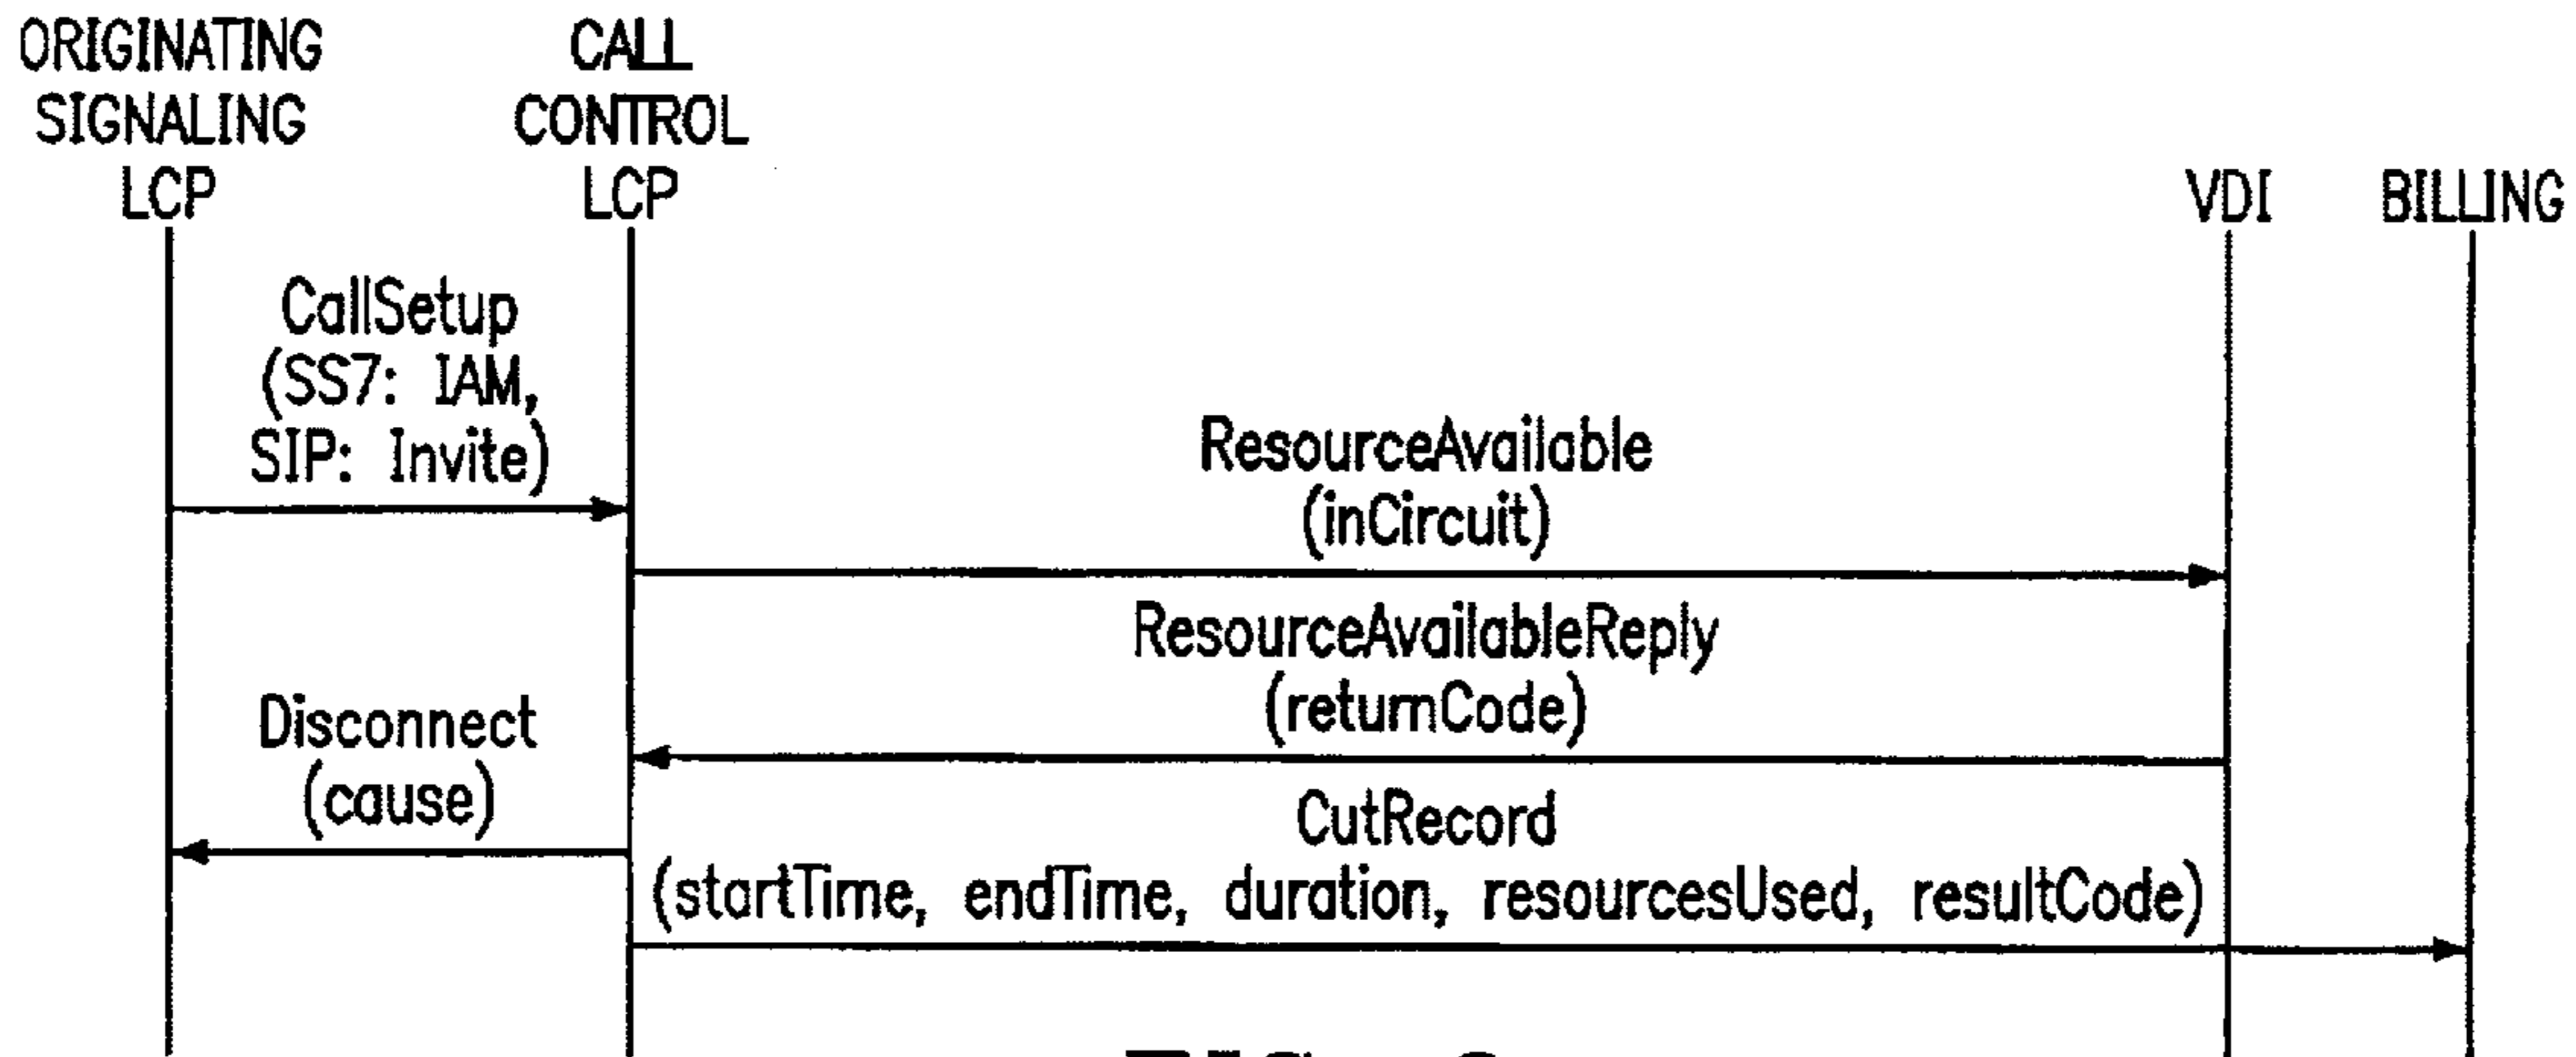 ORIGINATING
SIGNALING
LCP
CALL
CONTROL
LCP
VDI
BILLING
CallSetup
(SS7: IAM,
SIP: Invite)
ResourceAvailable
(inCircuit)
ResourceAvailableReply
(returnCode)
Disconnect
(cause)
CutRecord
(startTime, endTime, duration, resourcesUsed, resultCode)